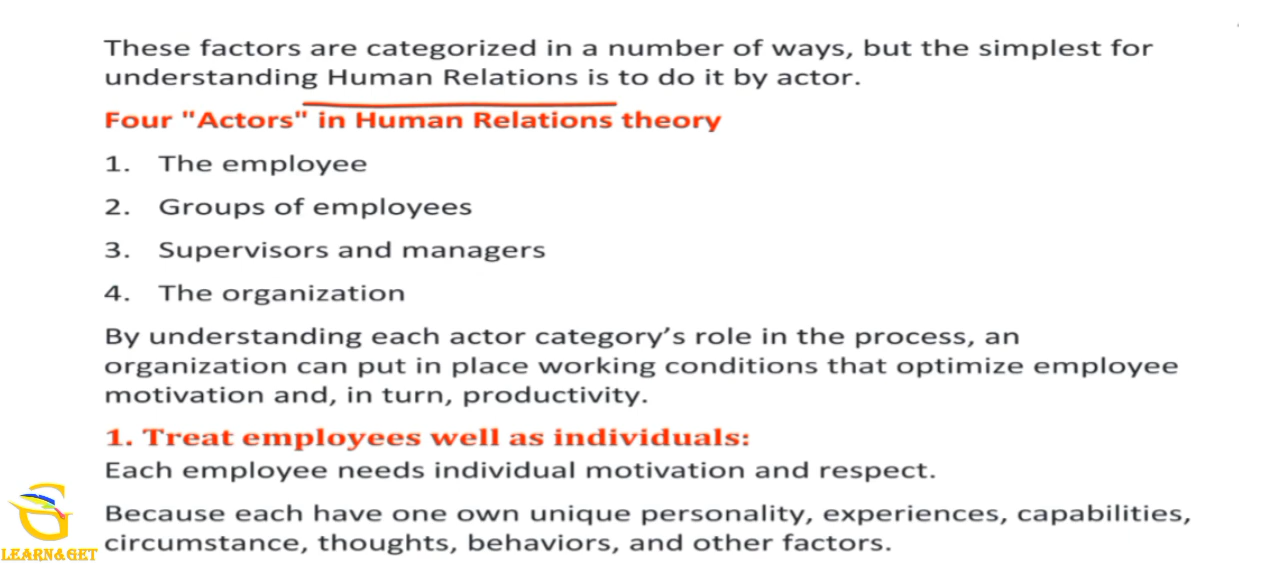 These factors are categorized in a number of ways, but the simplest for
understanding Human Relations is to do it by actor.
Four "Actors" in Human Relations theory
1. The employee
2. Groups of employees
3. Supervisors and managers
4. The organization
By understanding each actor category’s role in the process, an
organization can put in place working conditions that optimize employee
motivation and, in turn, productivity.
1. Treat employees well as individuals:
Each employee needs individual motivation and respect.
Because each have one own unique personality, experiences, capabilities,
circumstance, thoughts, behaviors, and other factors.
LEARN&GET